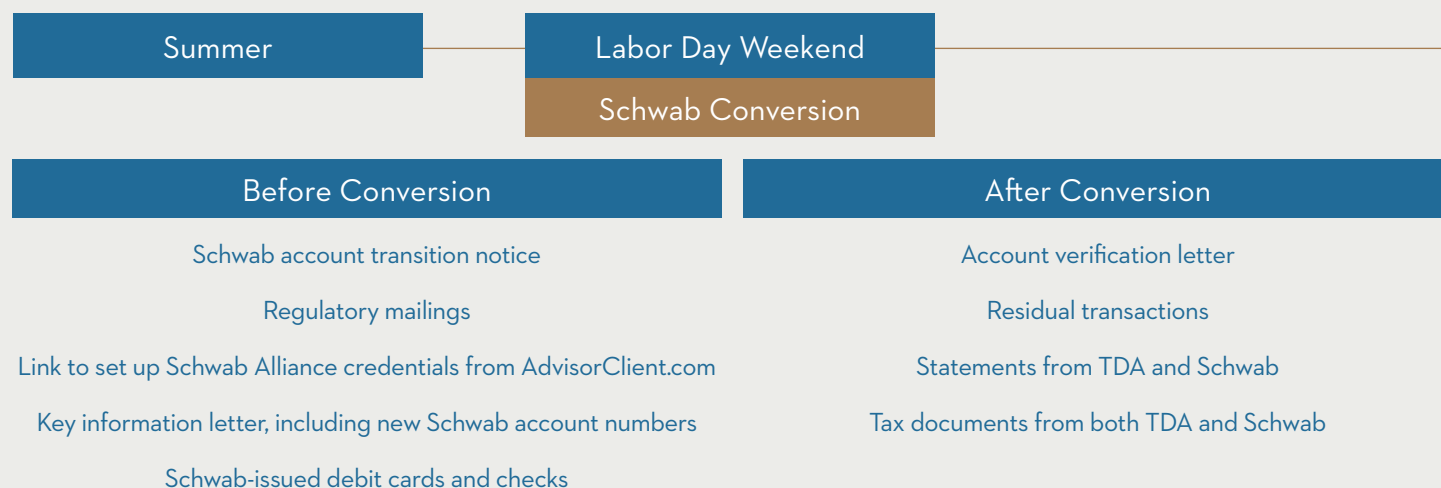 Summer
Labor Day Weekend
Schwab Conversion
Before Conversion
Schwab account transition notice
Regulatory mailings
Link to set up Schwab Alliance credentials from AdvisorClient.com
Key information letter, including new Schwab account numbers
Schwab-issued debit cards and checks
After Conversion
Account verification letter
Residual transactions
Statements from TDA and Schwab
Tax documents from both TDA and Schwab